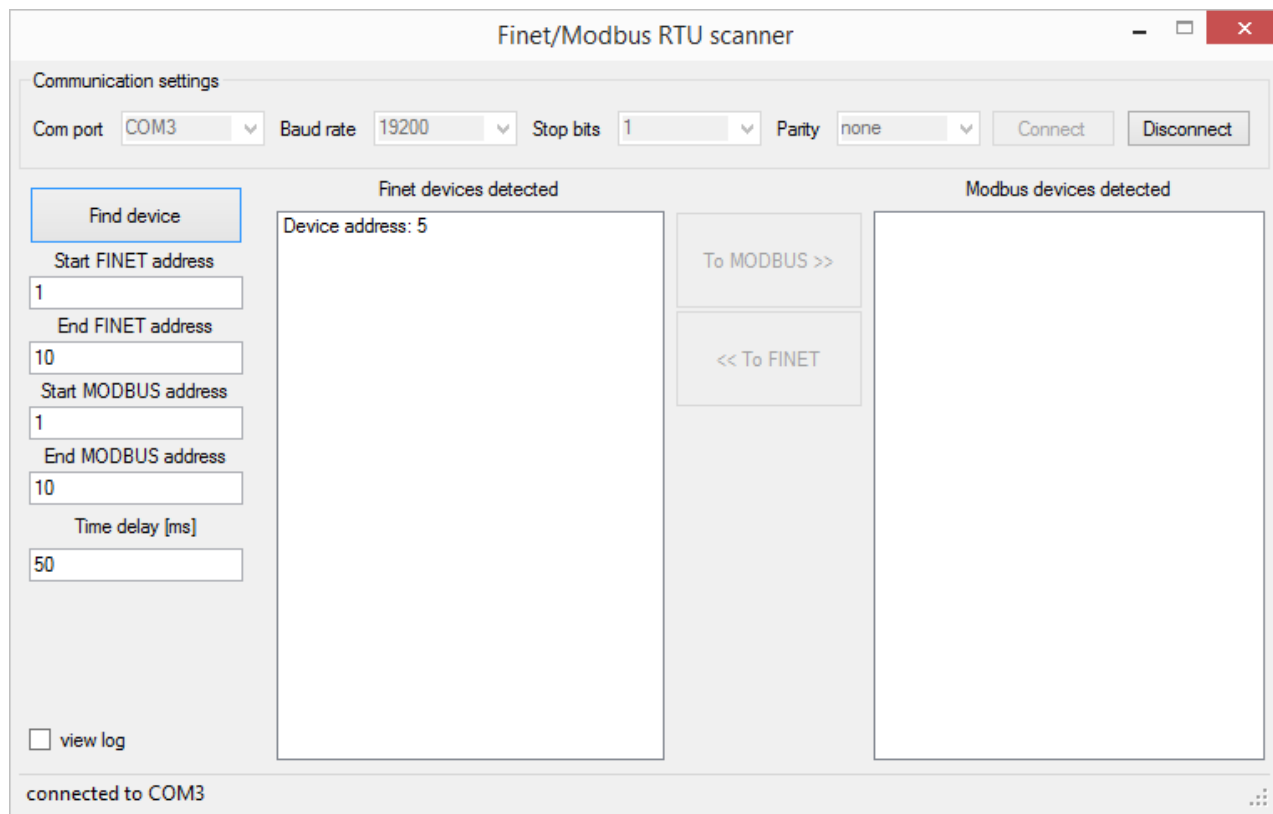 Finet/Modbus RTU scanner
Communication settings
Com port COM3 Baud rate 19200 Stop bits 1 Parity none Connect Disconnect
Finet devices detected Modbus devices detected
Find device
Device address: 5
Start FINET address
1
To MODBUS >>
End FINET address
10
<< To FINET
Start MODBUS address
1
End MODBUS address
10
Time delay [ms]
50
view log
connected to COM3